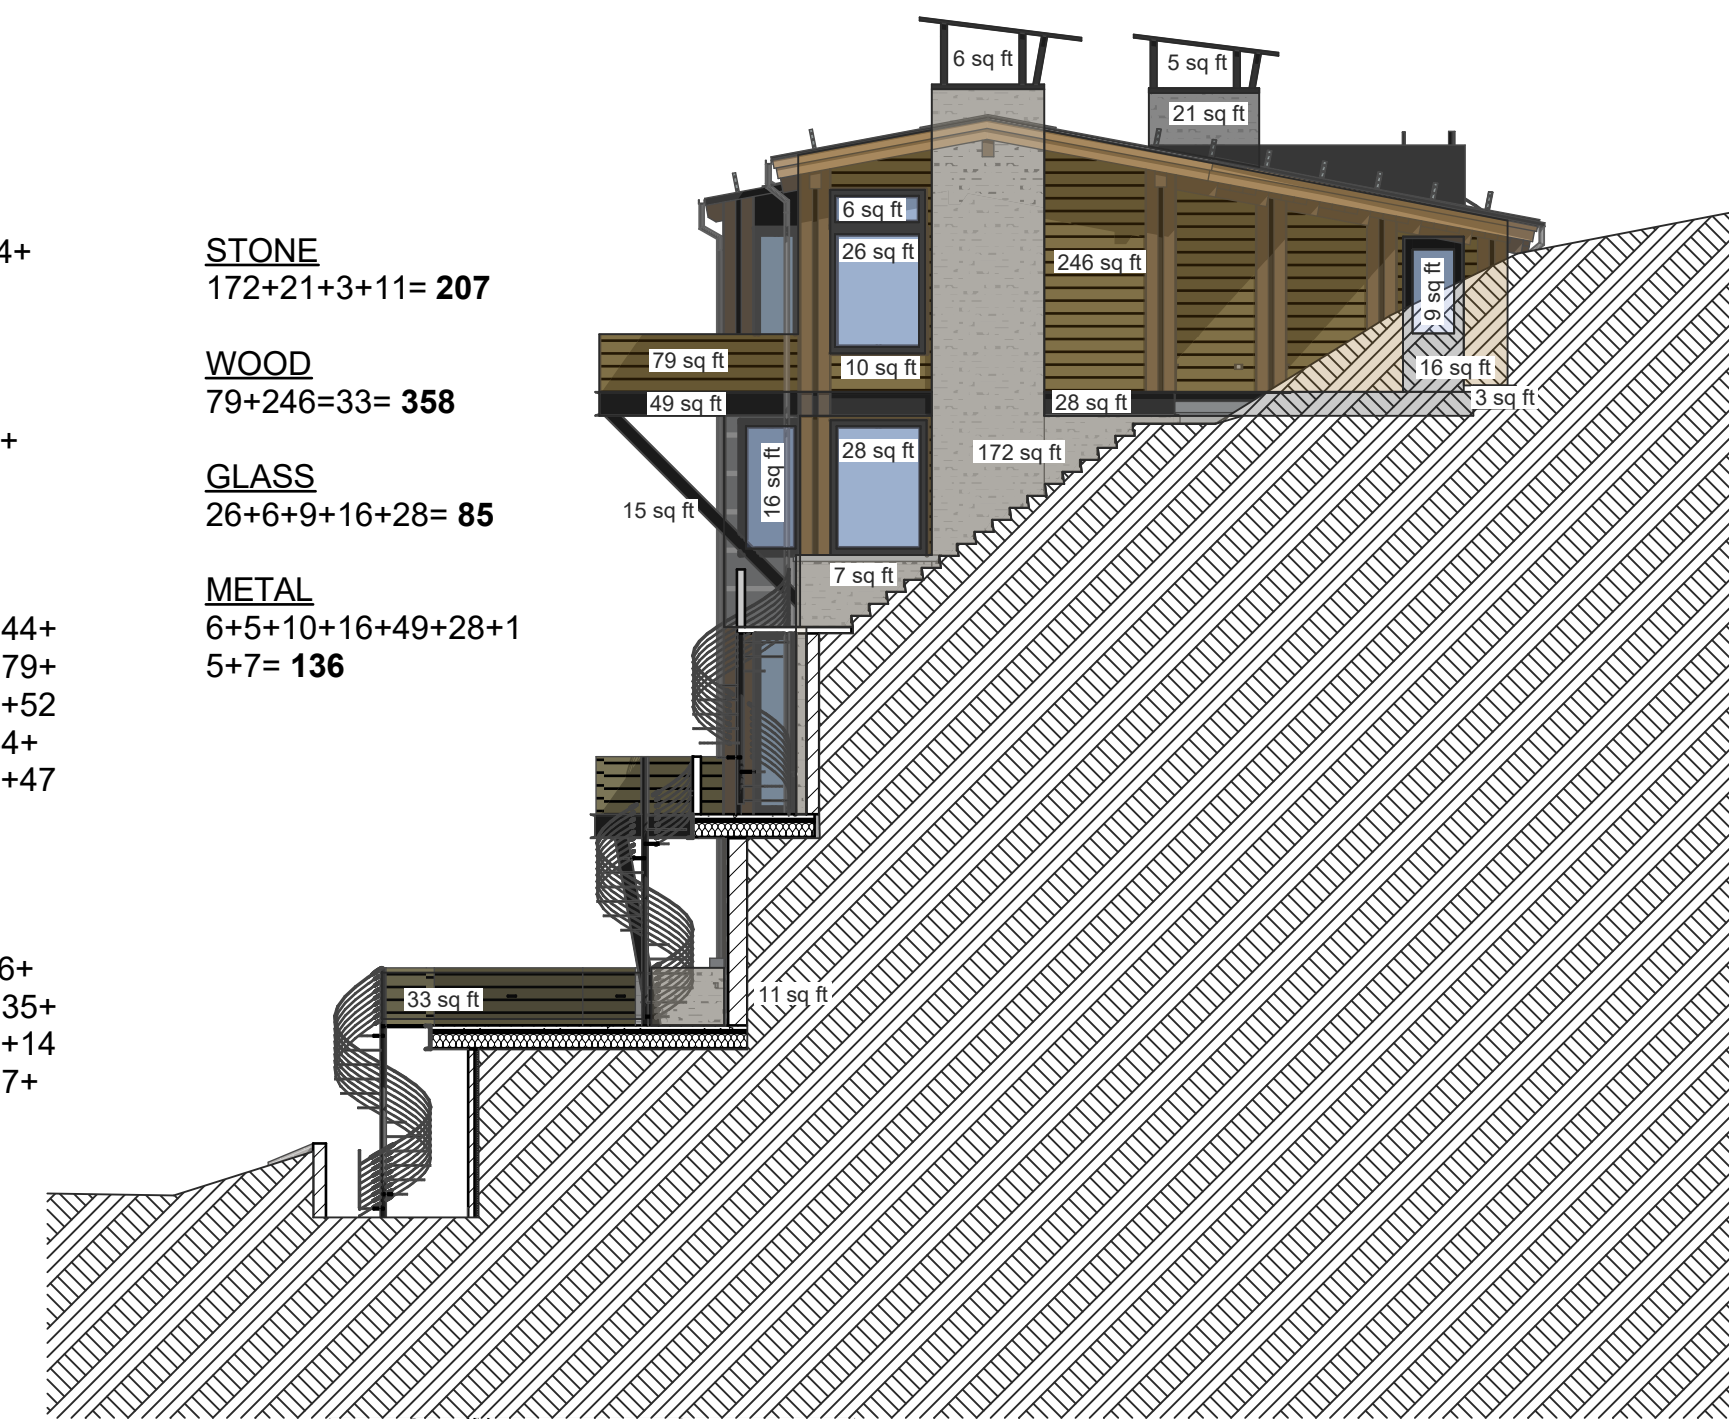 4+
+
44+
79+
+52
4+
+47
6+
35+
+14
7+
STONE
172+21+3+11= 207
WOOD
79+246=33= 358
GLASS
26+6+9+16+28= 85
METAL
6+5+10+16+49+28+1
5+7= 136
6 sq ft
5 sq ft
21 sq ft
6 sq ft
26 sq ft
246 sq ft
9 sq ft
79 sq ft
10 sq ft
16 sq ft
49 sq ft
28 sq ft
3 sq ft
28 sq ft
172 sq ft
16 sq ft
15 sq ft
7 sq ft
33 sq ft
11 sq ft